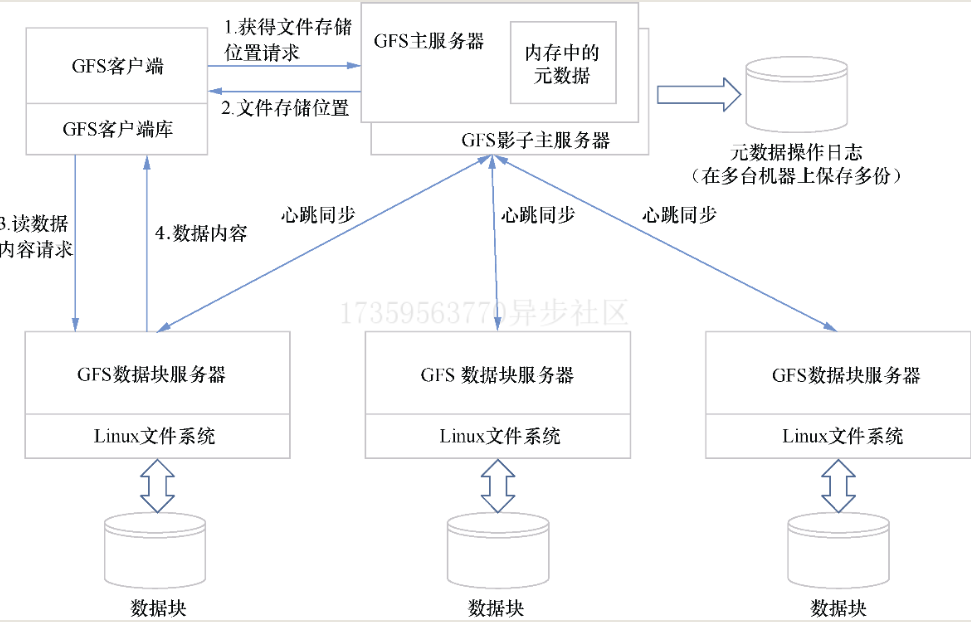 1.获得文件存储
位置请求
GFS客户端
GFS客户端库
GFS主服务器
内存中的
元数据
2.文件存储位置
GFS影子主服务器
元数据操作日志
（在多台机器上保存多份）
3.读数据
内容请求
4.数据内容
心跳同步
心跳同步
心跳同步
17359563770异步社区
GFS数据块服务器
Linux文件系统
数据块
GFS 数据块服务器
Linux文件系统
数据块
GFS数据块服务器
Linux文件系统
数据块